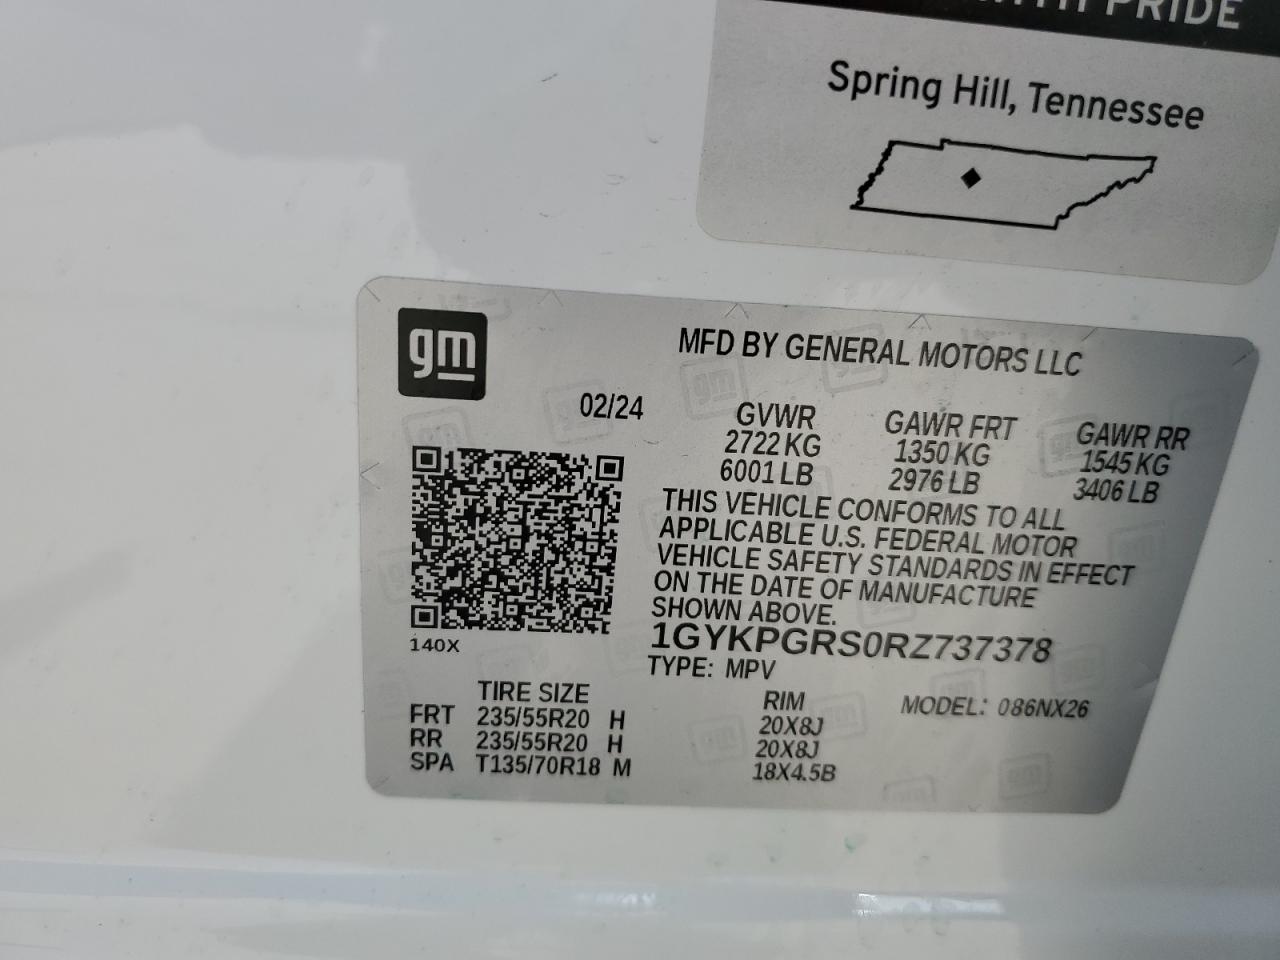 WITH PRIDE
Spring Hill, Tennessee
gm
MFD BY GENERAL MOTORS LLC
02/24
GVWR GAWR FRT GAWR RR
2722 KG 1350 KG 1545 KG
6001 LB 2976 LB 3406 LB
THIS VEHICLE CONFORMS TO ALL
APPLICABLE U.S. FEDERAL MOTOR
VEHICLE SAFETY STANDARDS IN EFFECT
ON THE DATE OF MANUFACTURE
SHOWN ABOVE.
140X
1GYKPGRS0RZ737378
TYPE: MPV
TIRE SIZE RIM MODEL: 086NX26
FRT 235/55R20 H 20X8J
RR 235/55R20 H 20X8J
SPA T135/70R18 M 18X4.5B